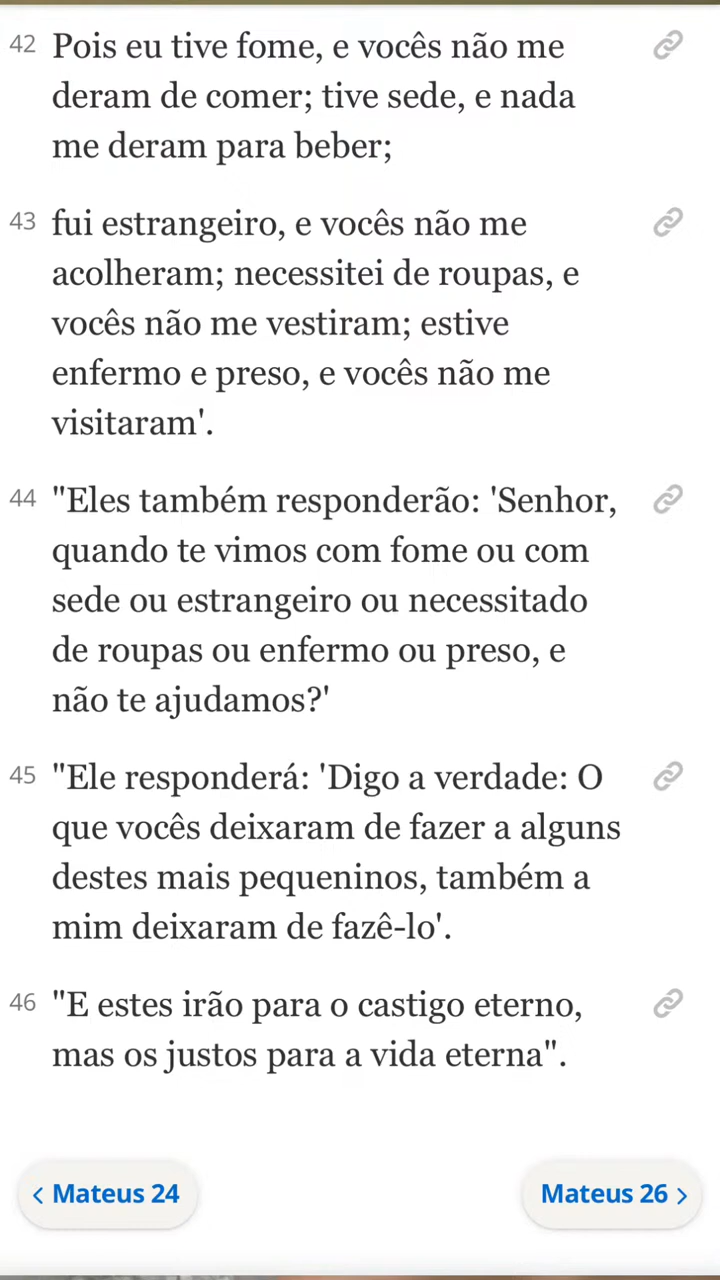 42 Pois eu tive fome, e vocês não me
deram de comer; tive sede, e nada
me deram para beber;
43 fui estrangeiro, e vocês não me
acolheram; necessitei de roupas, e
vocês não me vestiram; estive
enfermo e preso, e vocês não me
visitaram'.
44 "Eles também responderão: 'Senhor,
quando te vimos com fome ou com
sede ou estrangeiro ou necessitado
de roupas ou enfermo ou preso, e
não te ajudamos?'
45 "Ele responderá: 'Digo a verdade: O
que vocês deixaram de fazer a alguns
destes mais pequeninos, também a
mim deixaram de fazê-lo'.
46 "E estes irão para o castigo eterno,
mas os justos para a vida eterna".
‹ Mateus 24
Mateus 26 ›